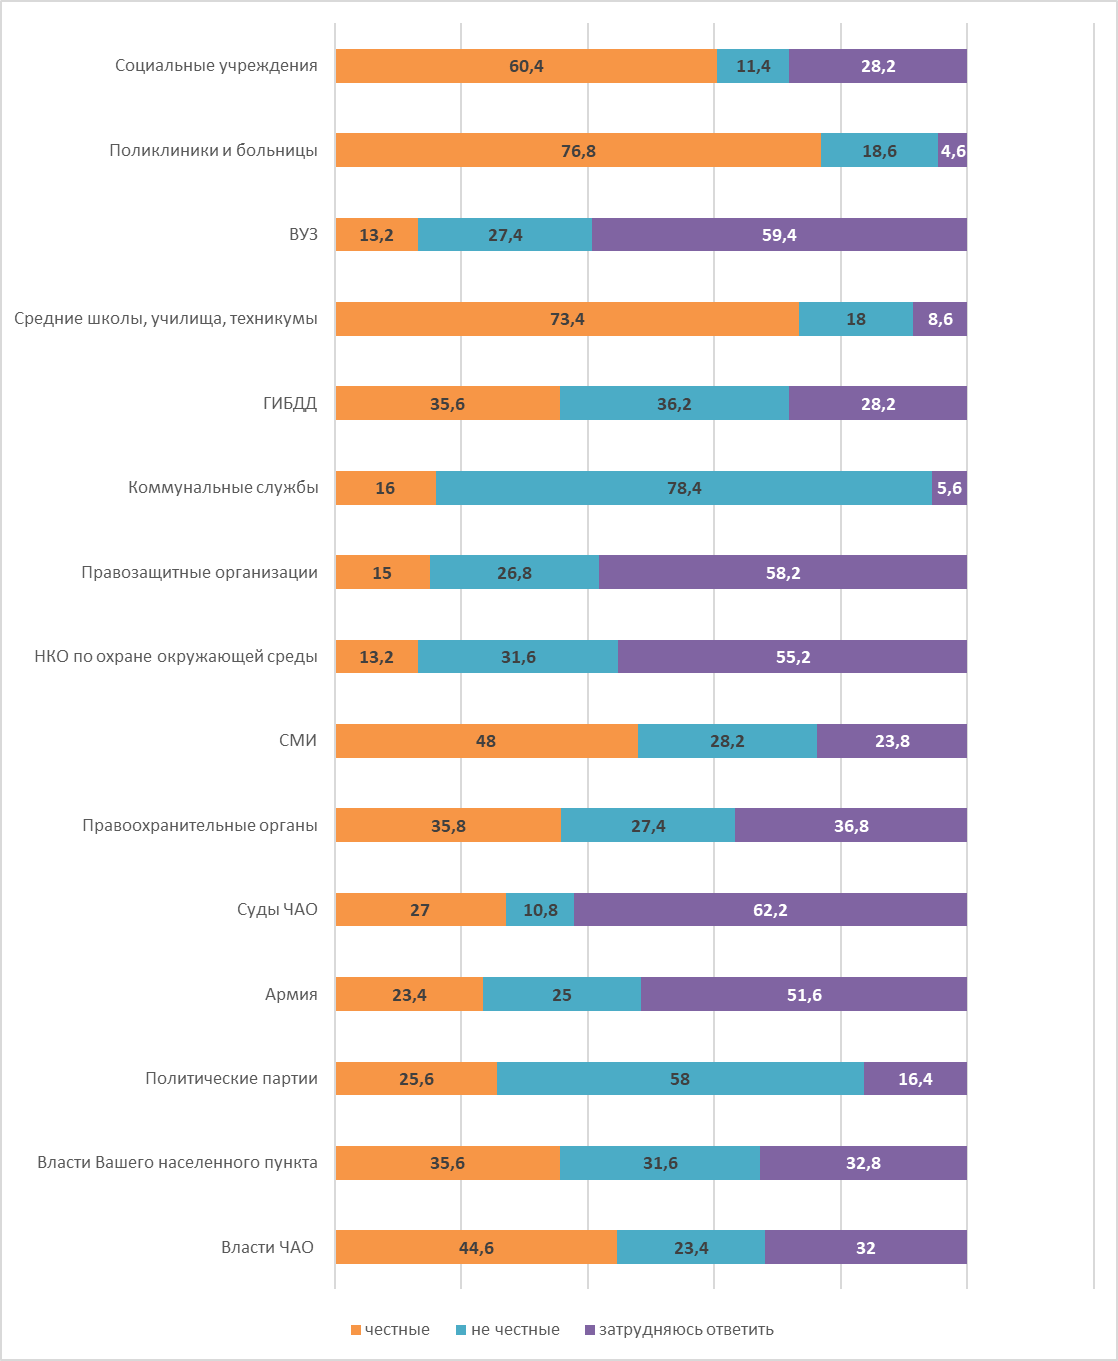 Социальные учреждения 60,4 11,4 28,2
Поликлиники и больницы 76,8 18,6 4,6
ВУЗ 13,2 27,4 59,4
Средние школы, училища, техникумы 73,4 18 8,6
ГИБДД 35,6 36,2 28,2
Коммунальные службы 16 78,4 5,6
Правозащитные организации 15 26,8 58,2
НКО по охране окружающей среды 13,2 31,6 55,2
СМИ 48 28,2 23,8
Правоохранительные органы 35,8 27,4 36,8
Суды ЧАО 27 10,8 62,2
Армия 23,4 25 51,6
Политические партии 25,6 58 16,4
Власти Вашего населенного пункта 35,6 31,6 32,8
Власти ЧАО 44,6 23,4 32
честные не честные затрудняюсь ответить